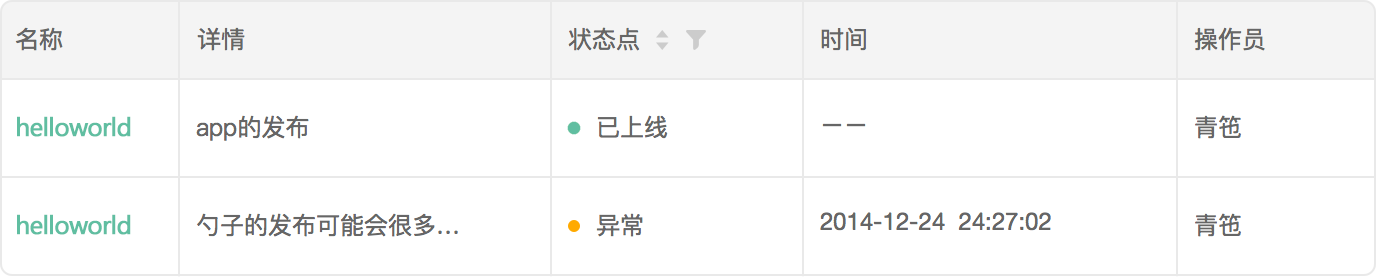 名称 详情 状态点 时间 操作员
helloworld app的发布 已上线 －－ 青笆
helloworld 勺子的发布可能会很多... 异常 2014-12-24 24:27:02 青笆